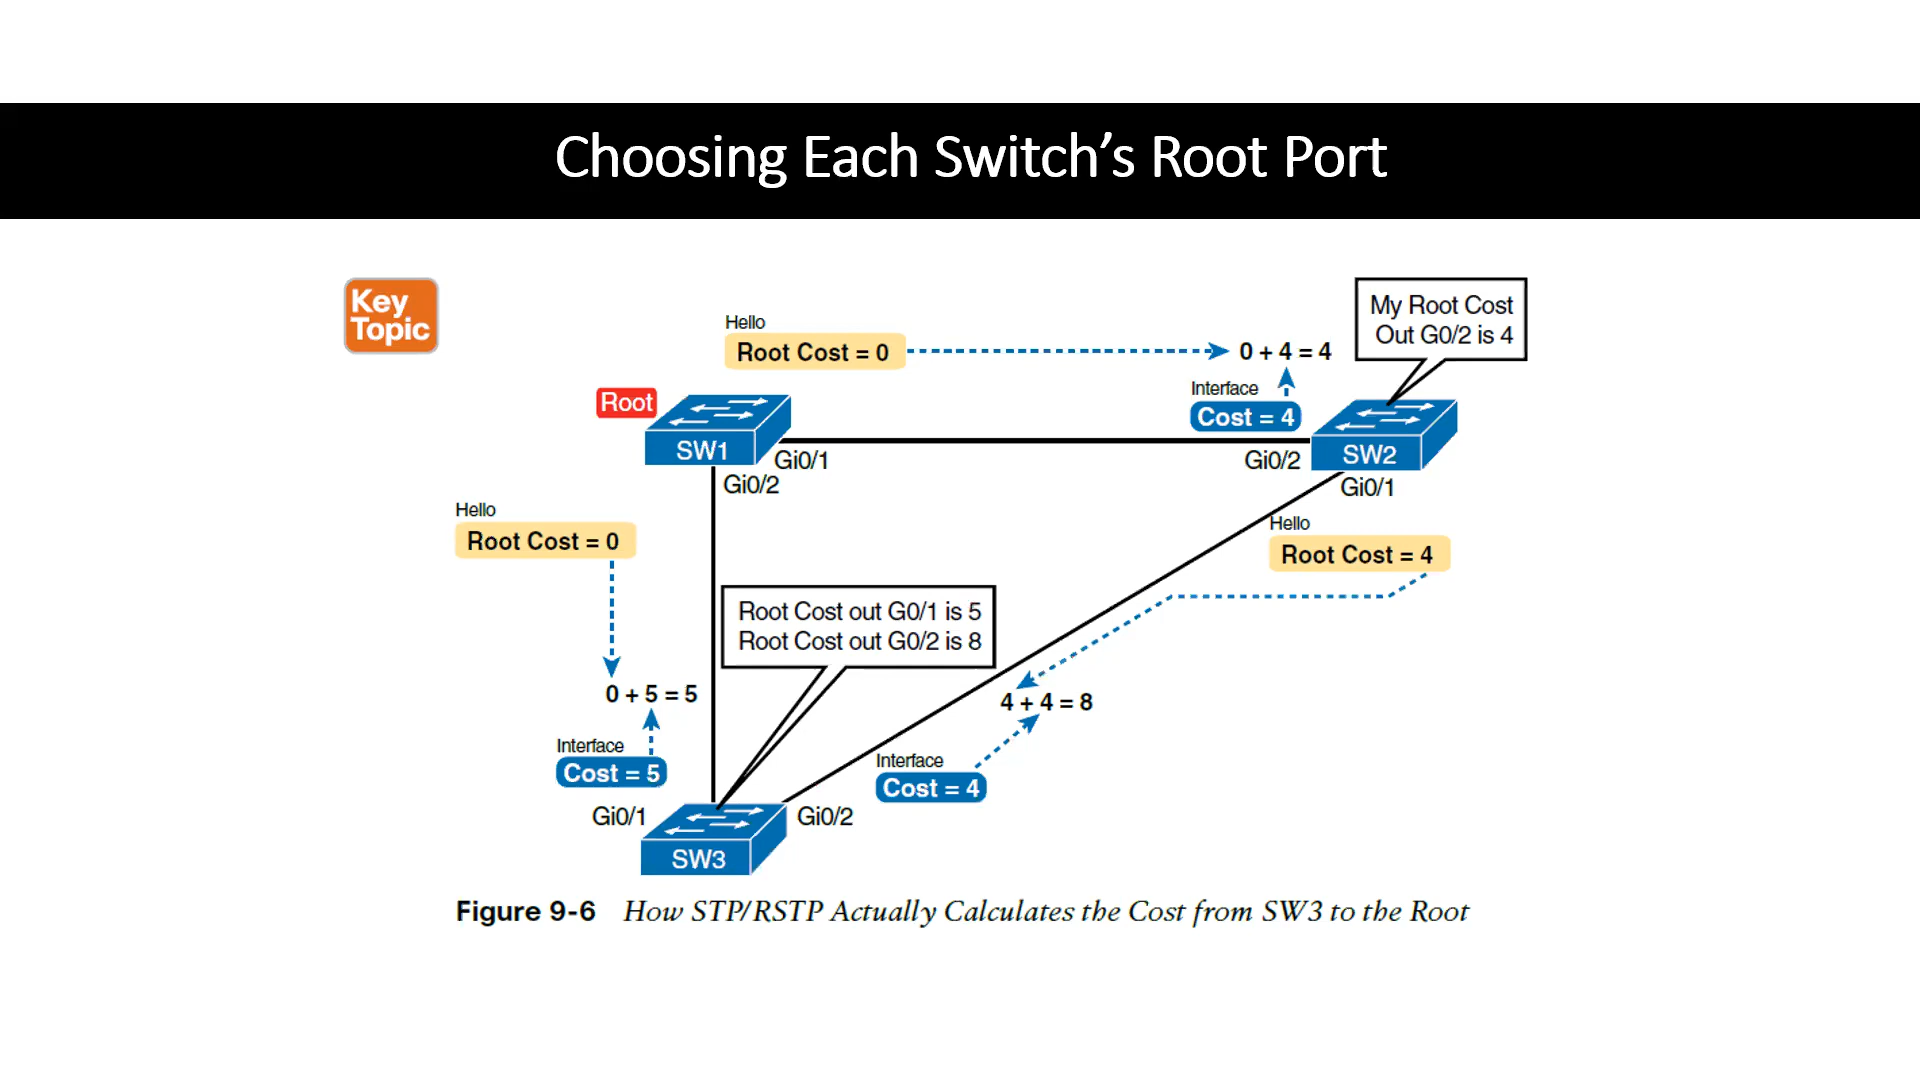 Choosing Each Switch’s Root Port
Key
Topic
Hello
Root Cost = 0
0 + 4 = 4
My Root Cost
Out G0/2 is 4
Interface
Cost = 4
Root
SW1
Gi0/1
Gi0/2
Gi0/2
SW2
Gi0/1
Hello
Root Cost = 0
Hello
Root Cost = 4
Root Cost out G0/1 is 5
Root Cost out G0/2 is 8
0 + 5 = 5
4 + 4 = 8
Interface
Cost = 5
Interface
Cost = 4
Gi0/1
Gi0/2
SW3
Figure 9-6 How STP/RSTP Actually Calculates the Cost from SW3 to the Root